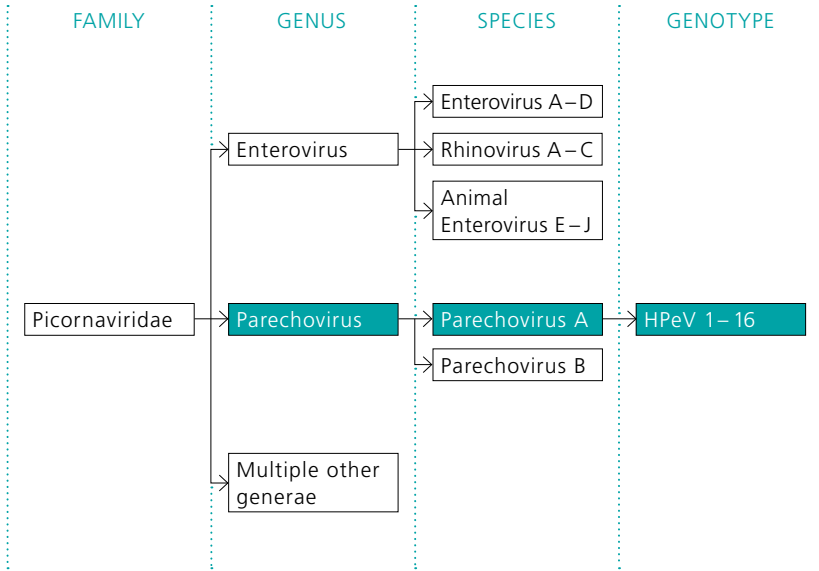 FAMILY GENUS SPECIES GENOTYPE
Enterovirus A–D
Enterovirus Rhinovirus A–C
Animal
Enterovirus E–J
Picornaviridae Parechovirus Parechovirus A HPeV 1–16
Parechovirus B
Multiple other
generae